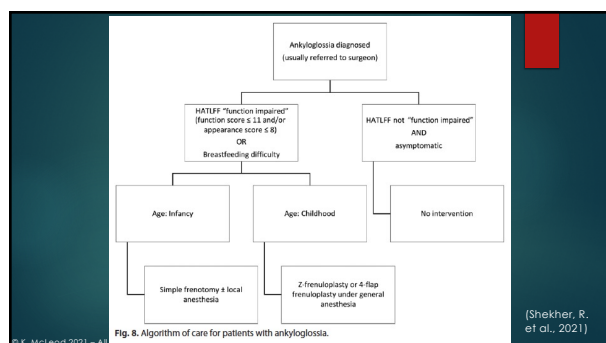 Ankyloglossia diagnosed
(usually referred to surgeon)
HATLFF “function impaired”
(function score ≤ 11 and/or
appearance score ≤ 8)
OR
Breastfeeding difficulty
HATLFF not “function impaired”
AND
asymptomatic
Age: Infancy
Age: Childhood
No intervention
Simple frenotomy ± local
anesthesia
Z-frenuloplasty or 4-flap
frenuloplasty under general
anesthesia
Fig. 8. Algorithm of care for patients with ankyloglossia.
(Shekher, R.
et al., 2021)
© K. McLeod 2021 – All